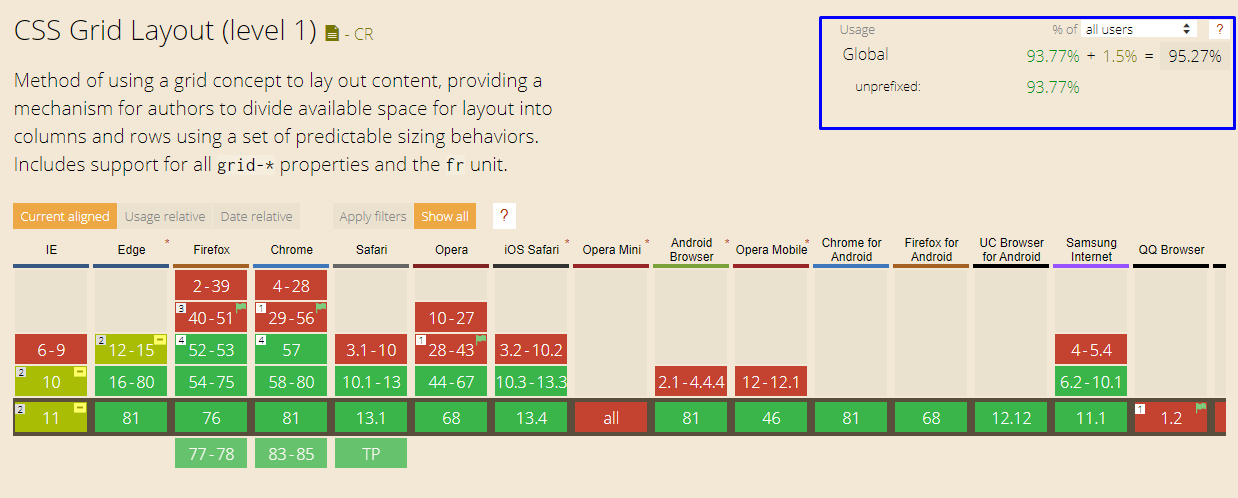 CSS Grid Layout (level 1) - CR
Usage % of all users ?
Global 93.77% + 1.5% = 95.27%
unprefixed: 93.77%
Method of using a grid concept to lay out content, providing a
mechanism for authors to divide available space for layout into
columns and rows using a set of predictable sizing behaviors.
Includes support for all grid-* properties and the fr unit.
Current aligned Usage relative Date relative Apply filters Show all ?
IE Edge * Firefox Chrome Safari Opera iOS Safari * Opera Mini * Android Browser * Opera Mobile * Chrome for Android Firefox for Android UC Browser for Android Samsung Internet QQ Browser
2-39 4-28
3 40-51 1 29-56 10-27
6-9 2 12-15 4 52-53 4 57 3.1-10 1 28-43 3.2-10.2 4-5.4
2 10 16-80 54-75 58-80 10.1-13 44-67 10.3-13.3 2.1-4.4.4 12-12.1 6.2-10.1
2 11 81 76 81 13.1 68 13.4 all 81 46 81 68 12.12 11.1 1 1.2
77-78 83-85 TP